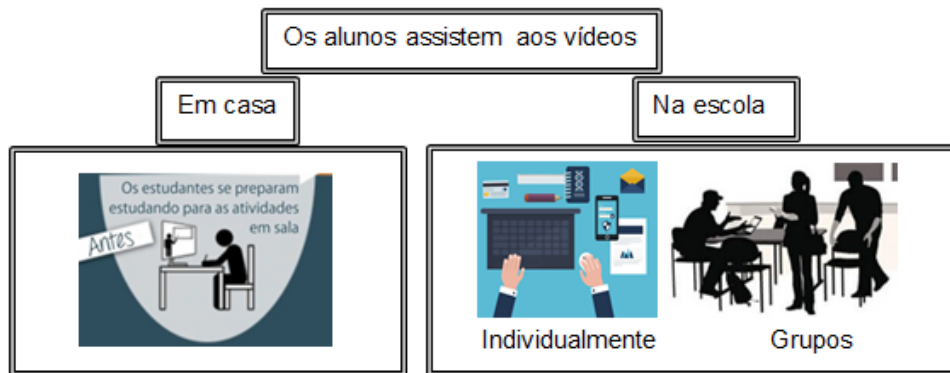 Os alunos assistem aos vídeos
Em casa
Na escola
Os estudantes se preparam
estudando para as atividades
em sala
Antes
Individualmente
Grupos